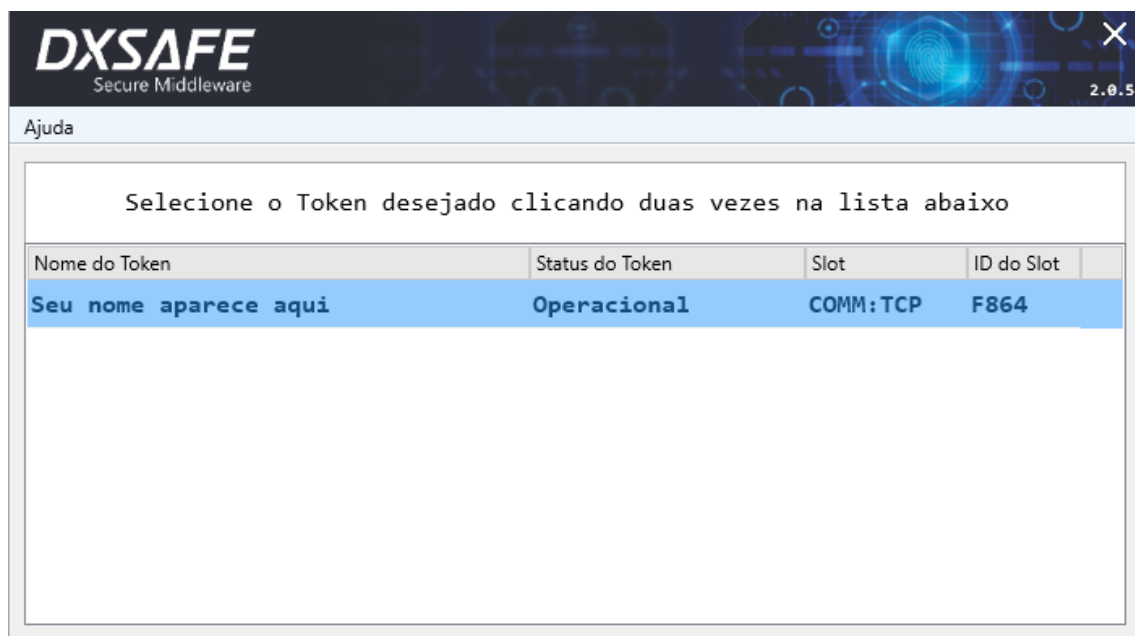 DXSAFE
Secure Middleware
2.0.5
Ajuda
Selecione o Token desejado clicando duas vezes na lista abaixo
Nome do Token Status do Token Slot ID do Slot
Seu nome aparece aqui Operacional COMM:TCP F864